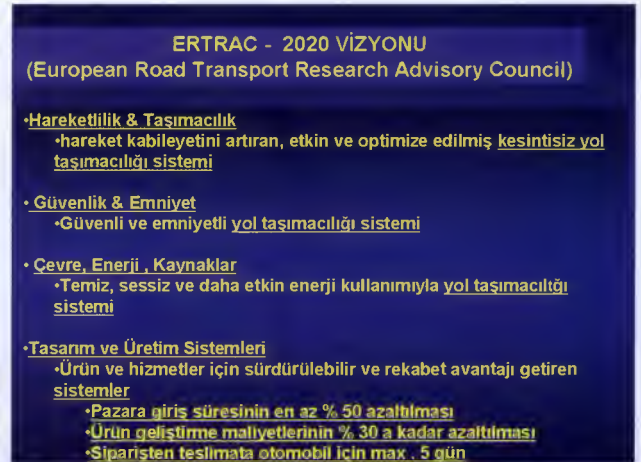 ERTRAC - 2020 VİZYONU
(European Road Transport Research Advisory Council)
•Hareketlilik & Taşımacılık
•hareket kabileyetini artıran, etkin ve optimize edilmiş kesintisiz yol
taşımacılığı sistemi
• Güvenlik & Emniyet
•Güvenli ve emniyetli yol taşımacılığı sistemi
• Çevre, Enerji , Kaynaklar
•Temiz, sessiz ve daha etkin enerji kullanımıyla yol taşımacılığı
sistemi
•Tasarım ve Üretim Sistemleri
•Ürün ve hizmetler için sürdürülebilir ve rekabet avantajı getiren
sistemler
•Pazara giriş süresinin en az % 50 azaltılması
•Ürün geliştirme maliyetlerinin % 30 a kadar azaltılması
•Siparişten teslimata otomobil için max . 5 gün